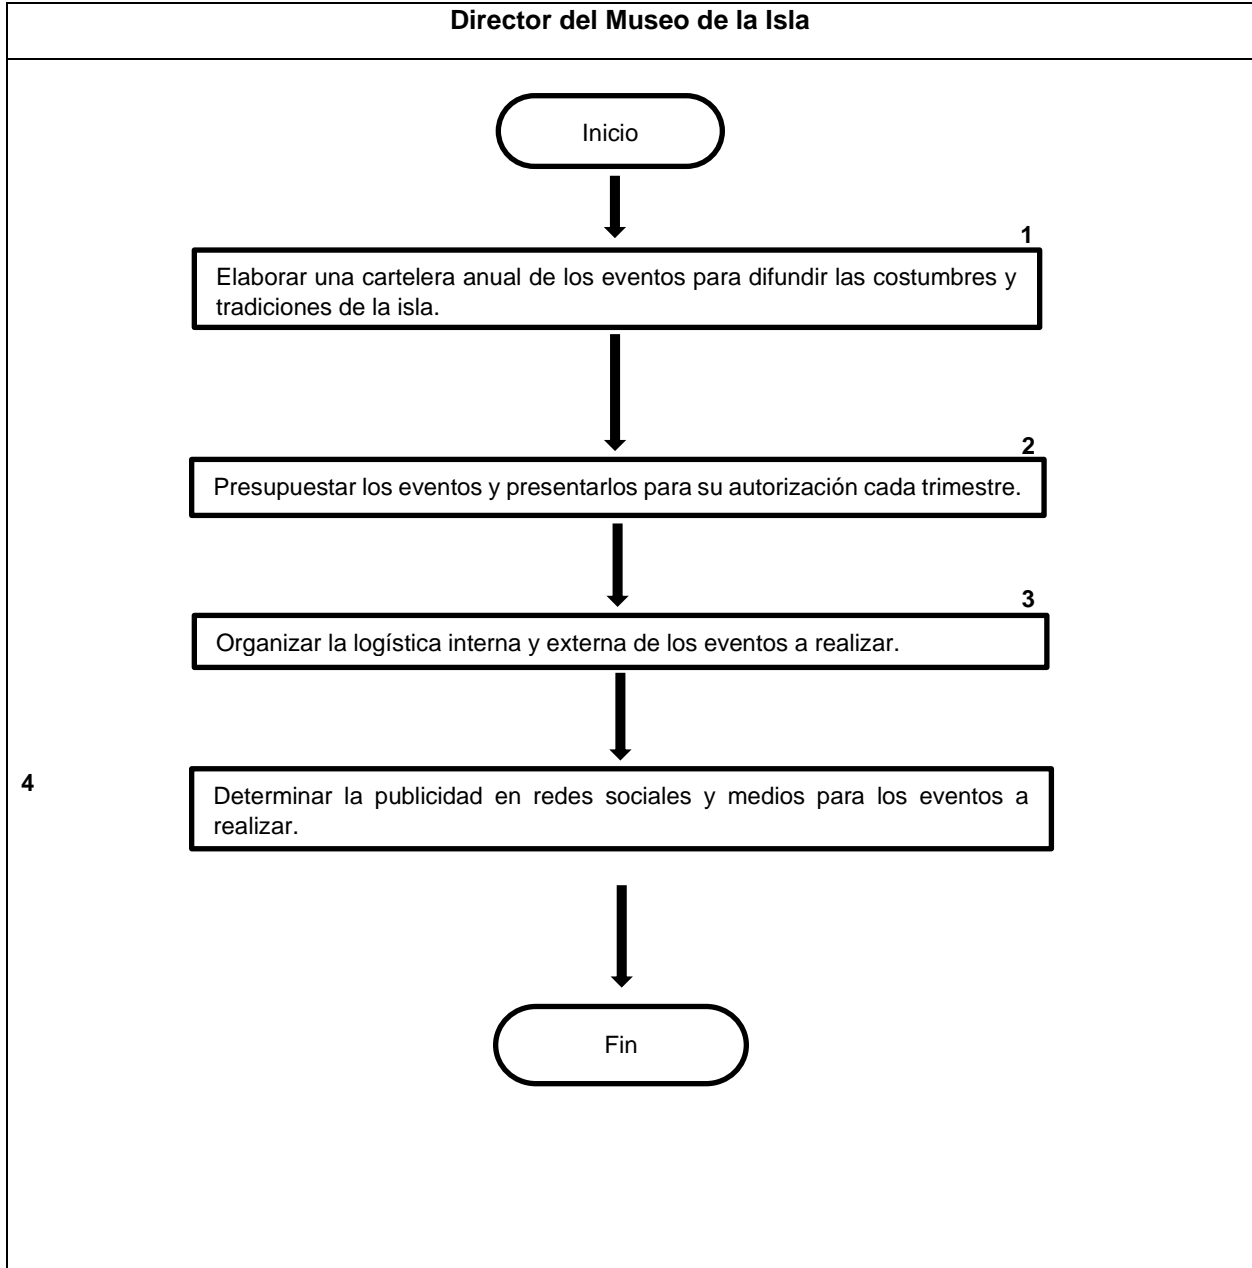 Director del Museo de la Isla
Inicio
1
Elaborar una cartelera anual de los eventos para difundir las costumbres y
tradiciones de la isla.
2
Presupuestar los eventos y presentarlos para su autorización cada trimestre.
3
Organizar la logística interna y externa de los eventos a realizar.
4
Determinar la publicidad en redes sociales y medios para los eventos a
realizar.
Fin